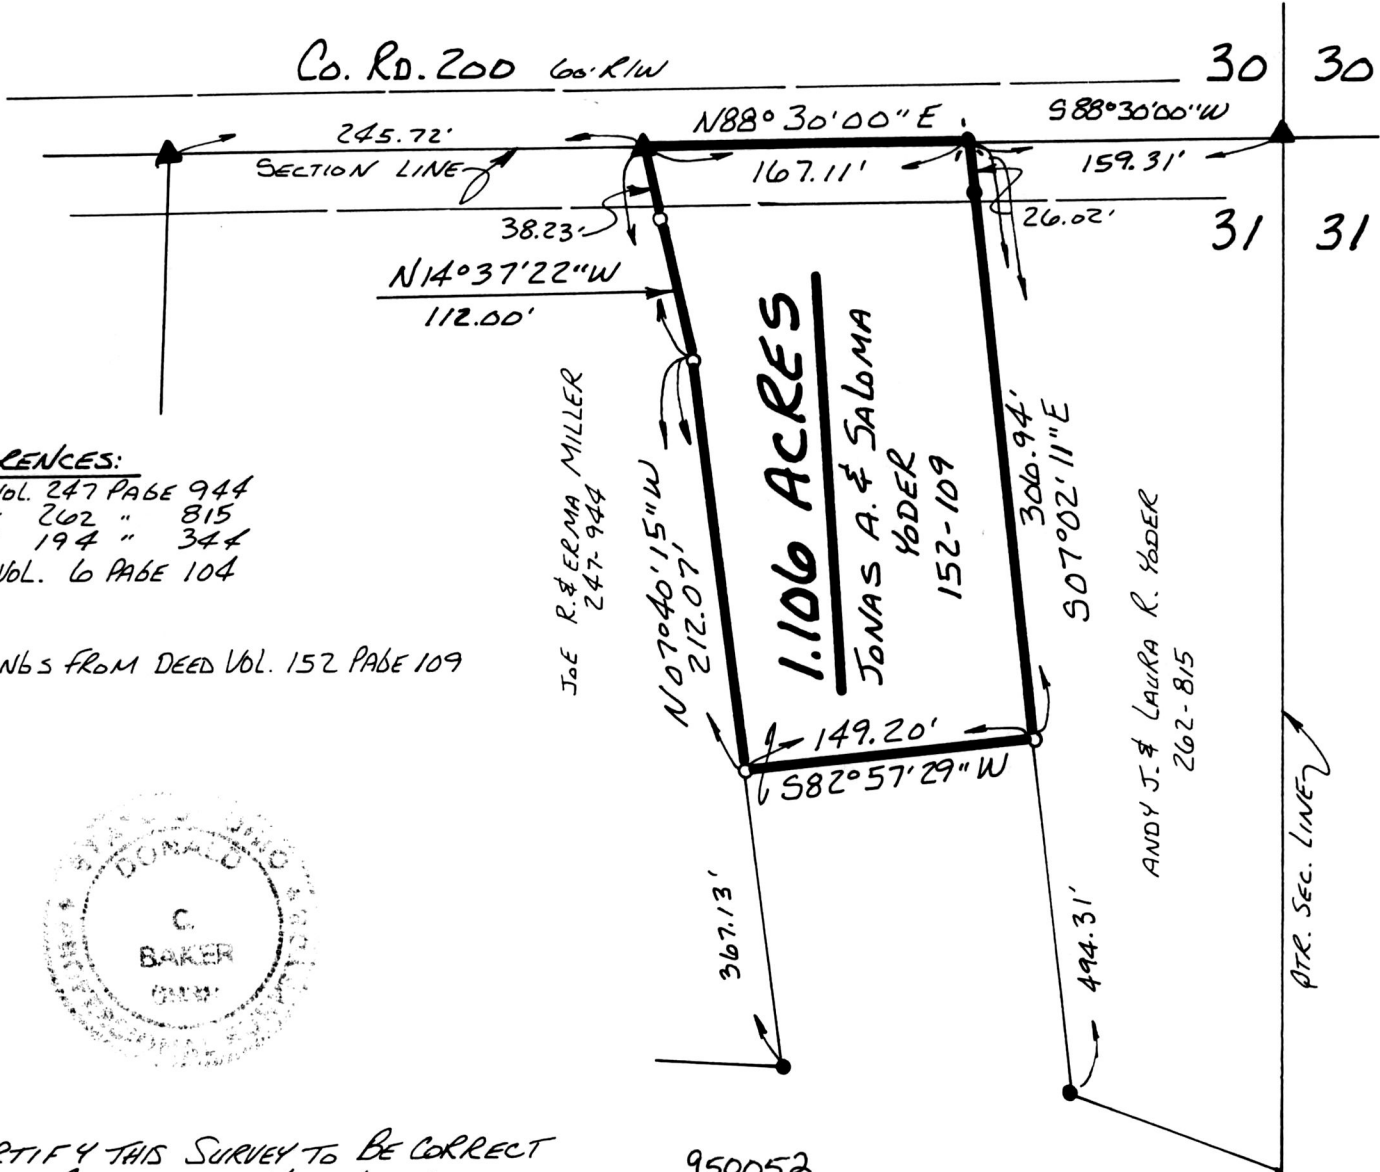 Co. RD. 200 60' R/W
30 30
N88°30'00"E
S88°30'00"W
245.72'
SECTION LINE
167.11'
159.31'
38.23'
26.02'
31 31
N14°37'22"W
112.00'
1.106 ACRES
JONAS A. & SALOMA
YODER
152-109
JOE R. & ERMA MILLER
247-944
N07°40'15"W
212.07'
306.94'
S07°02'11"E
ANDY J. & LAURA R. YODER
262-815
RENCES:
VOL. 247 PAGE 944
262 " 815
194 " 344
VOL. 6 PAGE 104
NGS FROM DEED VOL. 152 PAGE 109
149.20'
S82°57'29"W
367.13'
494.31'
QTR. SEC. LINE
DONALD
C.
BAKER
RTIFY THIS SURVEY TO BE CORRECT
950052